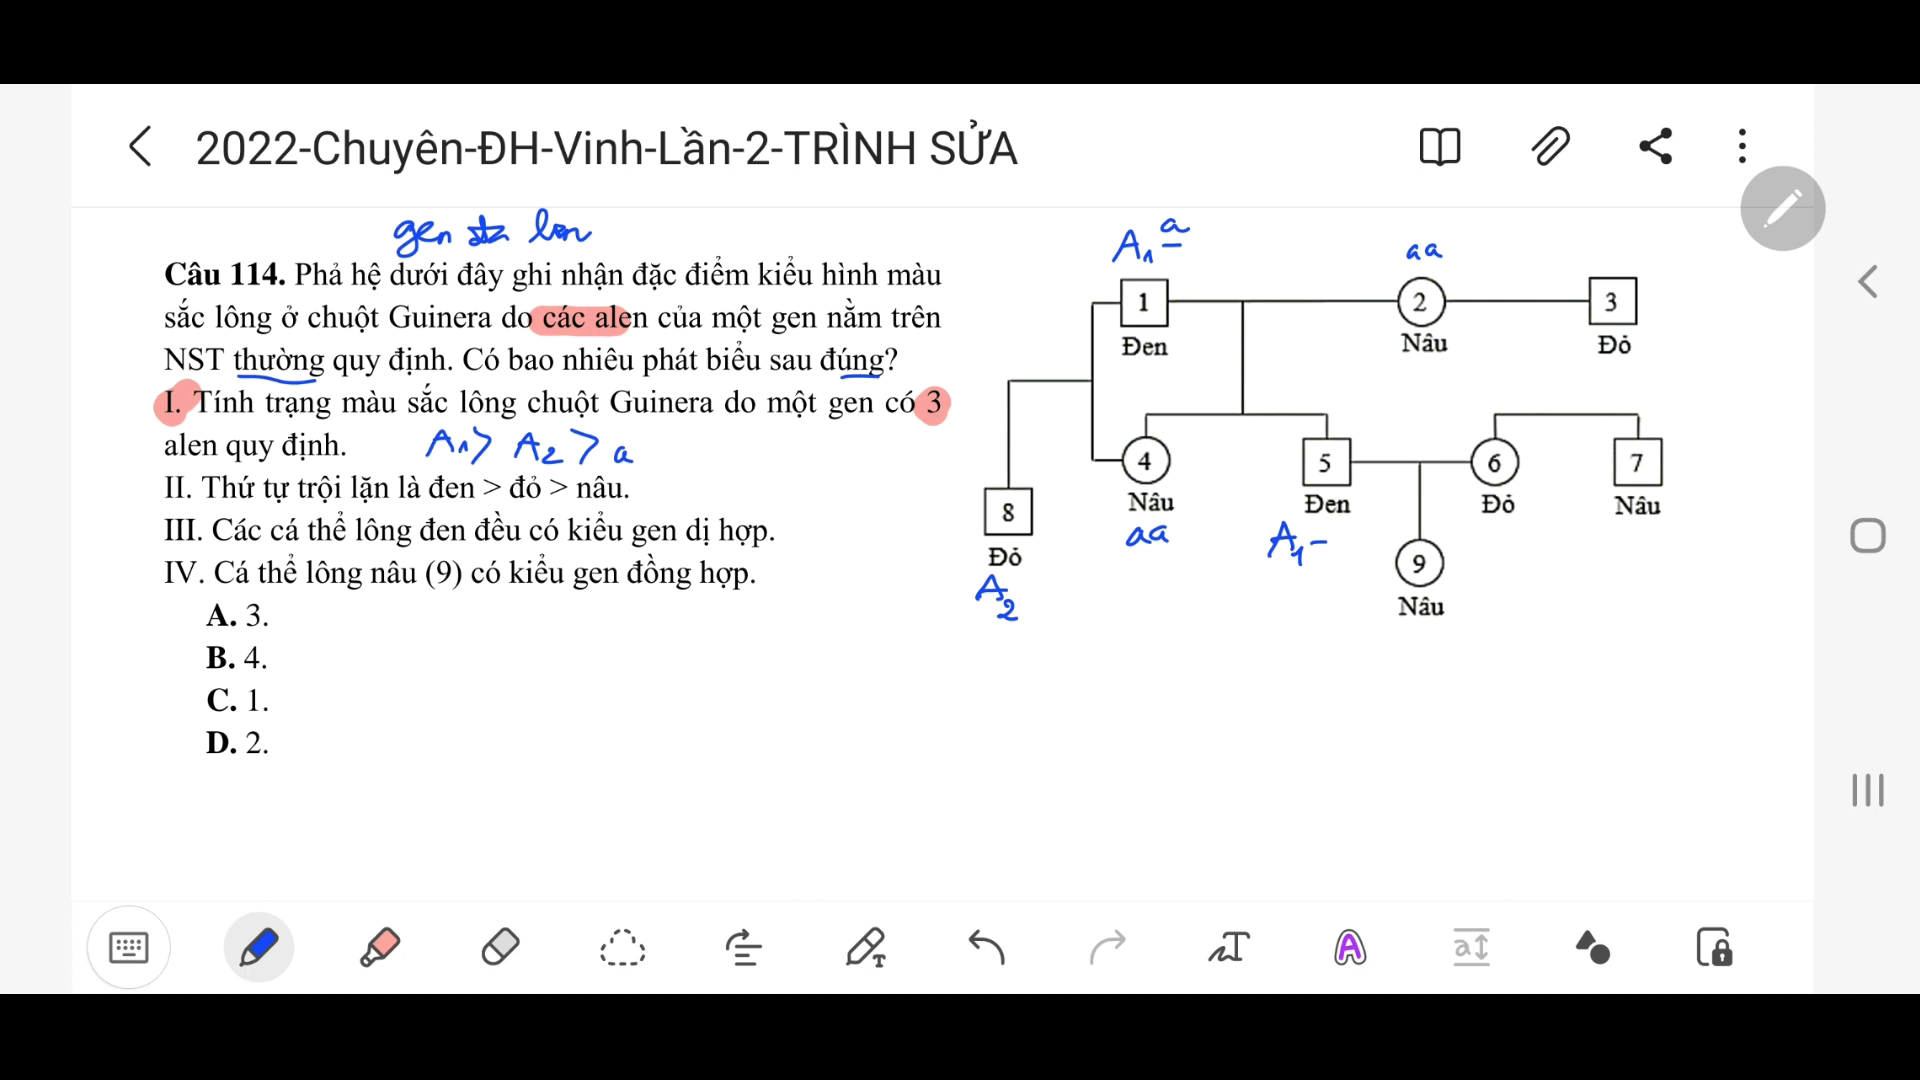 2022-Chuyên-ĐH-Vinh-Lần-2-TRÌNH SỬA
gen
Câu 114. Phả hệ dưới đây ghi nhận đặc điểm kiểu hình màu
sắc lông ở chuột Guinera do các alen của một gen nằm trên
NST thường quy định. Có bao nhiêu phát biểu sau đúng?
I. Tính trạng màu sắc lông chuột Guinera do một gen có 3
alen quy định.
A1 > A2 > a
II. Thứ tự trội lặn là đen > đỏ > nâu.
III. Các cá thể lông đen đều có kiểu gen dị hợp.
IV. Cá thể lông nâu (9) có kiểu gen đồng hợp.
A. 3.
B. 4.
C. 1.
D. 2.
A1 a
aa
1
2
3
Đen
Nâu
Đỏ
4
5
6
7
Nâu
Đen
Đỏ
Nâu
aa
A1-
8
Đỏ
A2
9
Nâu